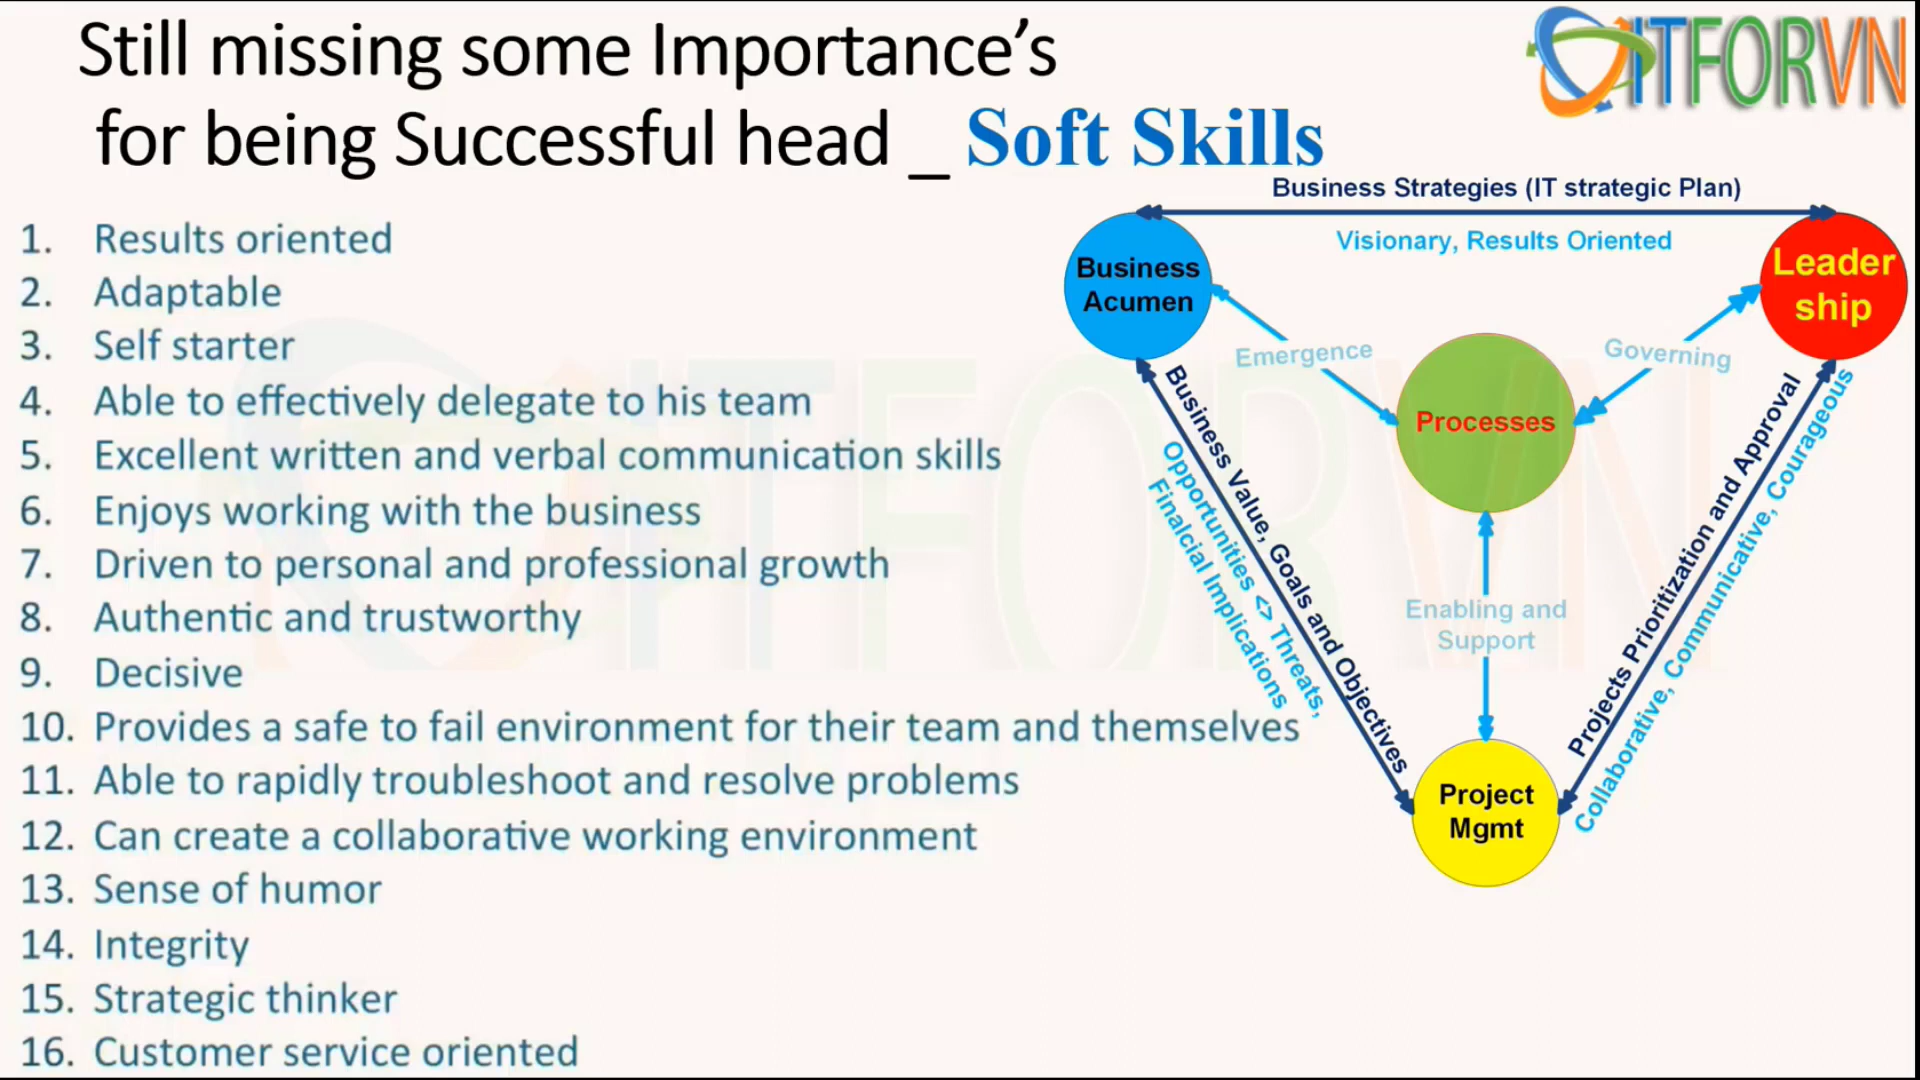 Still missing some Importance’s
for being Successful head _ Soft Skills
ITFORVN
1. Results oriented
2. Adaptable
3. Self starter
4. Able to effectively delegate to his team
5. Excellent written and verbal communication skills
6. Enjoys working with the business
7. Driven to personal and professional growth
8. Authentic and trustworthy
9. Decisive
10. Provides a safe to fail environment for their team and themselves
11. Able to rapidly troubleshoot and resolve problems
12. Can create a collaborative working environment
13. Sense of humor
14. Integrity
15. Strategic thinker
16. Customer service oriented
Business Strategies (IT strategic Plan)
Visionary, Results Oriented
Business
Acumen
Leader
ship
Emergence
Governing
Processes
Business Value, Goals and Objectives
Opportunities <> Threats,
Finalcial Implications
Enabling and
Support
Projects Prioritization and Approval
Collaborative, Communicative, Courageous
Project
Mgmt
ITFORVN